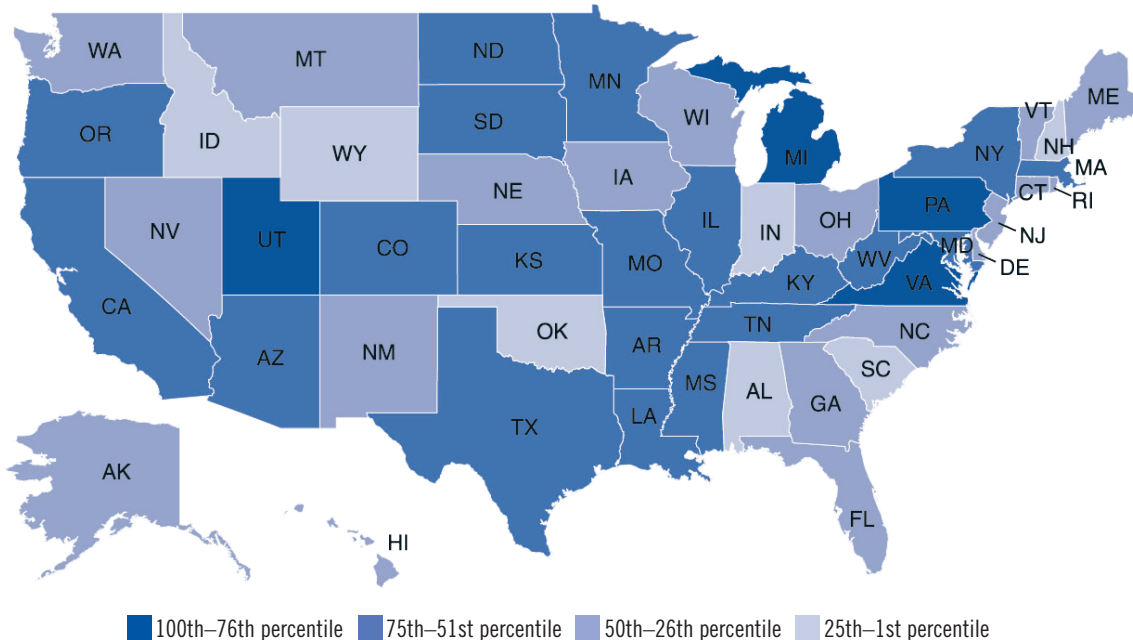 WA
MT
ND
MN
ME
VT
OR
ID
SD
WI
NH
WY
MI
NY
MA
NE
IA
CT
RI
PA
NV
UT
CO
KS
IL
IN
OH
NJ
MO
WV
MD
DE
KY
VA
CA
TN
NC
AZ
NM
OK
AR
SC
MS
AL
GA
TX
LA
AK
FL
HI
100th–76th percentile 75th–51st percentile 50th–26th percentile 25th–1st percentile